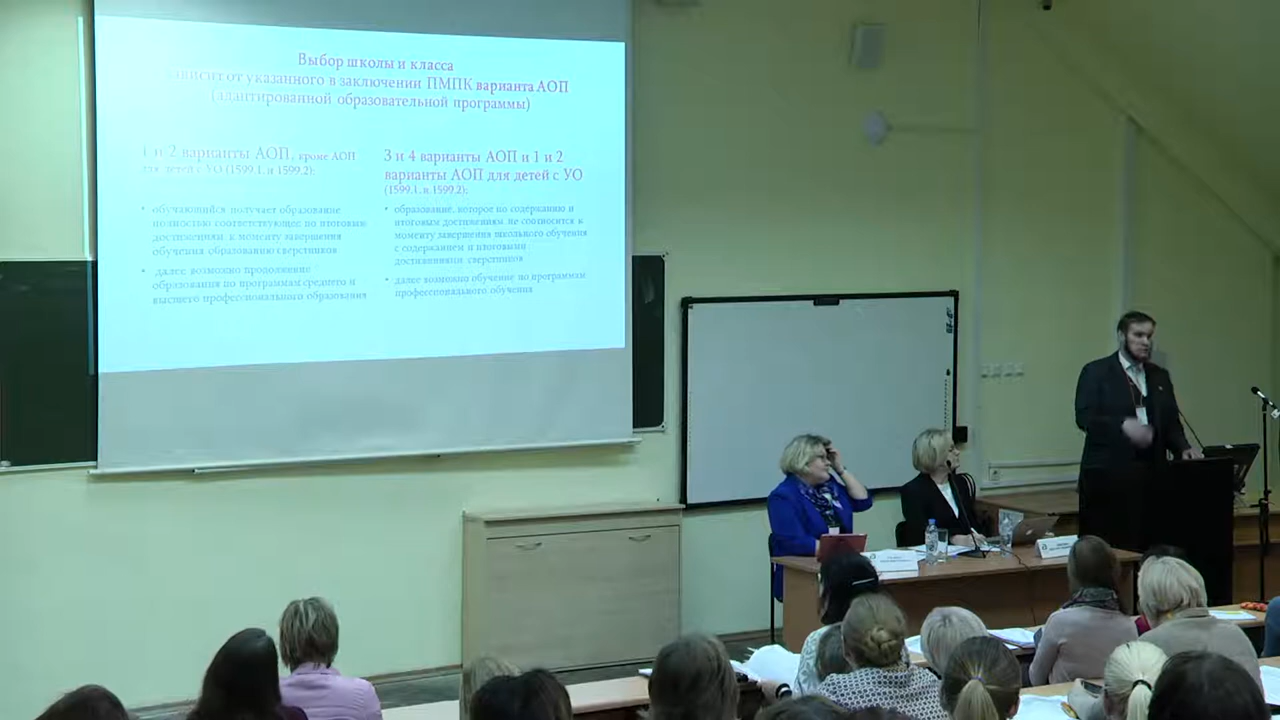 Выбор школы и класса
зависит от указанного в заключении ПМПК варианта АОП
(адаптированной образовательной программы)
1 и 2 варианты АОП, кроме АОП
для детей с УО (1599.1. и 1599.2):
• обучающийся получает образование
полностью соответствующее по итоговым
достижениям к моменту завершения
обучения образованию сверстников
• далее возможно продолжение
образования по программам среднего и
высшего профессионального образования
3 и 4 варианты АОП и 1 и 2
варианты АОП для детей с УО
(1599.1. и 1599.2):
• образование, которое по содержанию и
итоговым достижениям не соотносится к
моменту завершения школьного обучения
с содержанием и итоговыми
достижениями сверстников
• далее возможно обучение по программам
профессионального обучения